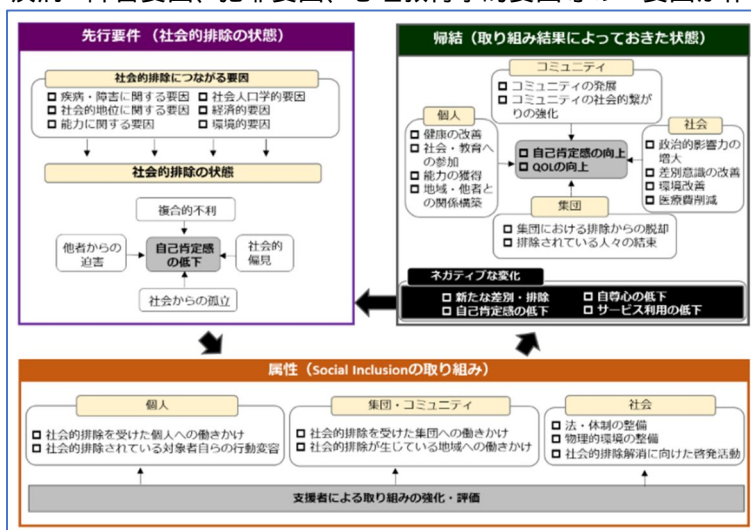 先行要件（社会的排除の状態）
社会的排除につながる要因
疾病・障害に関する要因
社会人口学的要因
社会的地位に関する要因
経済的要因
能力に関する要因
環境的要因
社会的排除の状態
複合的不利
他者からの
迫害
自己肯定感
の低下
社会的
偏見
社会からの孤立
帰結（取り組み結果によっておきた状態）
コミュニティ
コミュニティの発展
コミュニティの社会的繋が
りの強化
個人
健康の改善
社会・教育へ
の参加
能力の獲得
地域・他者と
の関係構築
自己肯定感の向上
QOLの向上
社会
政治的影響力の
増大
差別意識の改善
環境改善
医療費削減
集団
集団における排除からの脱却
排除されている人々の結束
ネガティブな変化
新たな差別・排除
自尊心の低下
自己肯定感の低下
サービス利用の低下
属性（Social Inclusionの取り組み）
個人
社会的排除を受けた個人への働きかけ
社会的排除されている対象者自らの行動変容
集団・コミュニティ
社会的排除を受けた集団への働きかけ
社会的排除が生じている地域への働きかけ
社会
法・体制の整備
物理的環境の整備
社会的排除解消に向けた啓発活動
支援者による取り組みの強化・評価